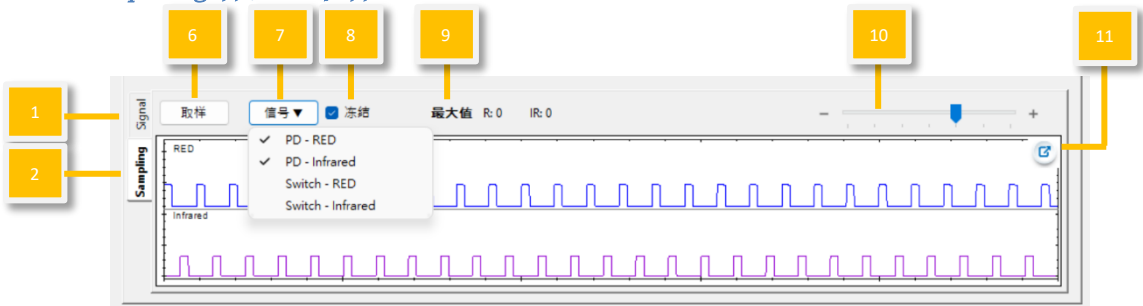 6
7
8
9
10
11
1
2
Signal
Sampling
取样
信号▼
冻结
最大值 R: 0 IR: 0
− +
✓ PD - RED
✓ PD - Infrared
Switch - RED
Switch - Infrared
RED
Infrared